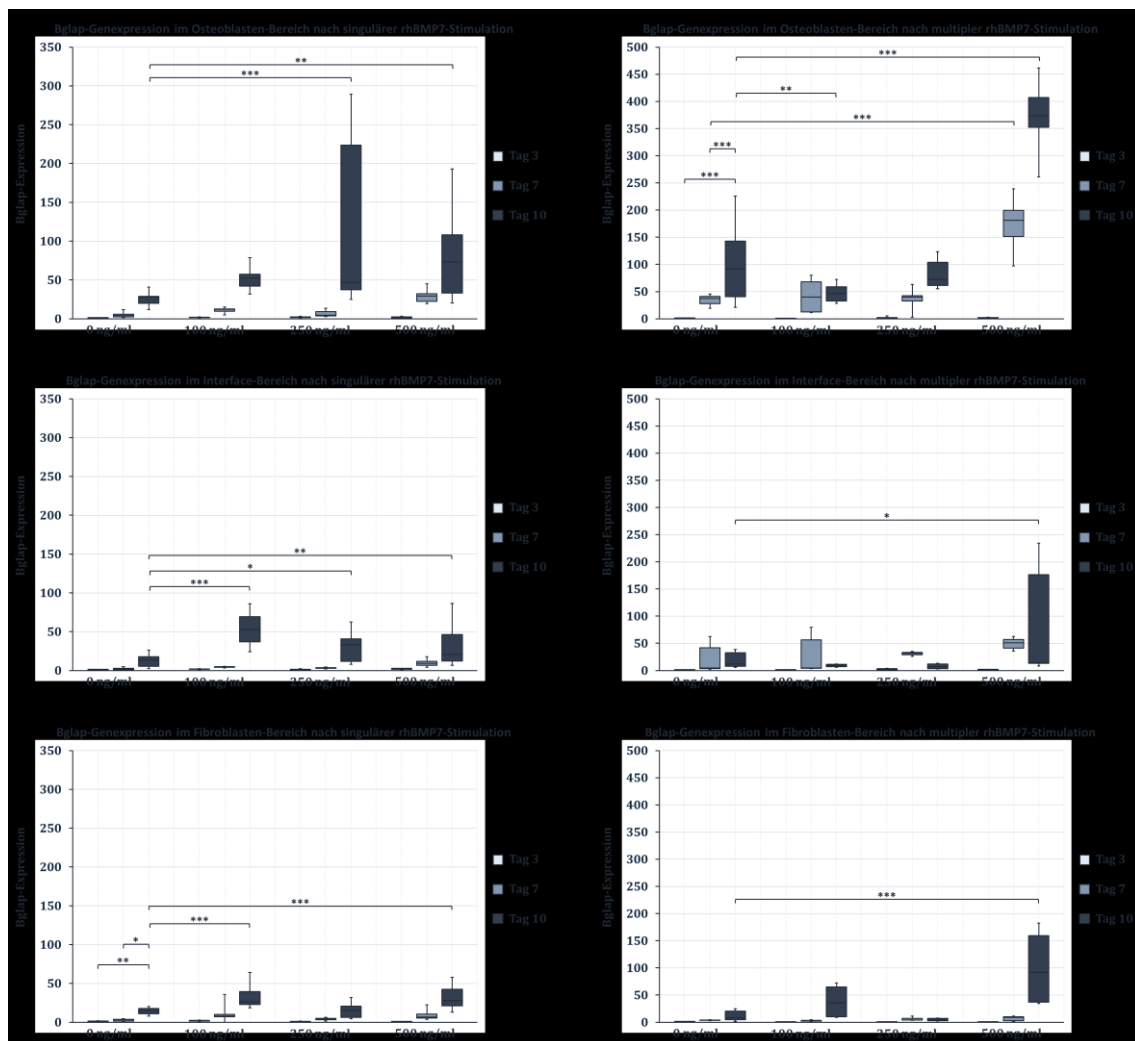 Bglap-Genexpression im Osteoblasten-Bereich nach singulärer rhBMP7-Stimulation
350
300
250
200
150
100
50
0
Bglap-Expression
**
***
0 ng/ml 100 ng/ml 250 ng/ml 500 ng/ml
Tag 3
Tag 7
Tag 10
Bglap-Genexpression im Osteoblasten-Bereich nach multipler rhBMP7-Stimulation
500
450
400
350
300
250
200
150
100
50
0
***
**
***
***
***
0 ng/ml 100 ng/ml 250 ng/ml 500 ng/ml
Tag 3
Tag 7
Tag 10
Bglap-Genexpression im Interface-Bereich nach singulärer rhBMP7-Stimulation
350
300
250
200
150
100
50
0
Bglap-Expression
**
*
***
0 ng/ml 100 ng/ml 250 ng/ml 500 ng/ml
Tag 3
Tag 7
Tag 10
Bglap-Genexpression im Interface-Bereich nach multipler rhBMP7-Stimulation
500
450
400
350
300
250
200
150
100
50
0
Bglap-Expression
*
0 ng/ml 100 ng/ml 250 ng/ml 500 ng/ml
Tag 3
Tag 7
Tag 10
Bglap-Genexpression im Fibroblasten-Bereich nach singulärer rhBMP7-Stimulation
350
300
250
200
150
100
50
0
Bglap-Expression
***
***
*
**
0 ng/ml 100 ng/ml 250 ng/ml 500 ng/ml
Tag 3
Tag 7
Tag 10
Bglap-Genexpression im Fibroblasten-Bereich nach multipler rhBMP7-Stimulation
500
450
400
350
300
250
200
150
100
50
0
Bglap-Expression
***
0 ng/ml 100 ng/ml 250 ng/ml 500 ng/ml
Tag 3
Tag 7
Tag 10